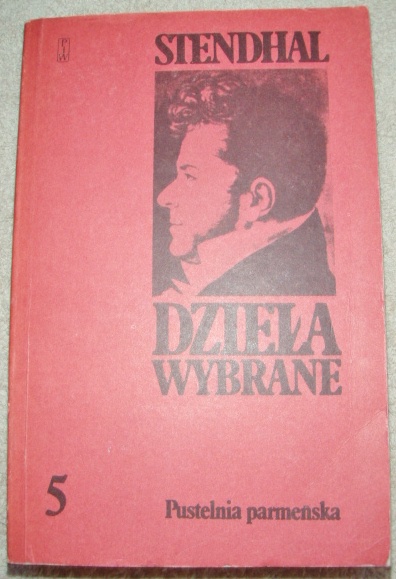 STENDHAL
DZIEŁA
WYBRANE
5
Pustelnia parmeńska